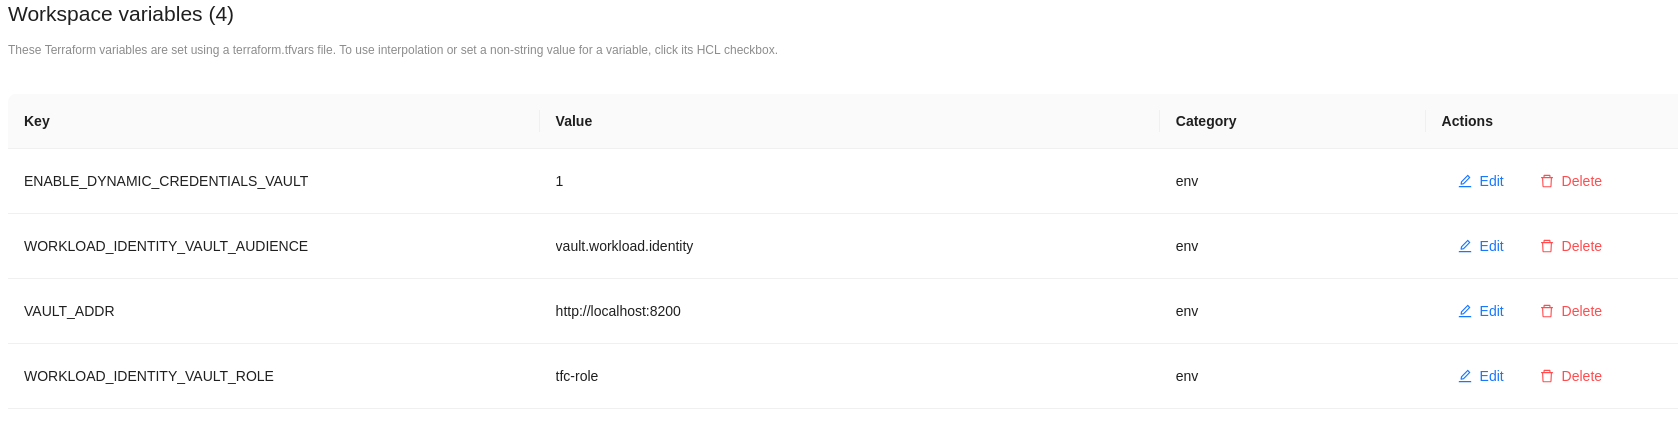 Workspace variables (4)
These Terraform variables are set using a terraform.tfvars file. To use interpolation or set a non-string value for a variable, click its HCL checkbox.
Key Value Category Actions
ENABLE_DYNAMIC_CREDENTIALS_VAULT 1 env Edit Delete
WORKLOAD_IDENTITY_VAULT_AUDIENCE vault.workload.identity env Edit Delete
VAULT_ADDR http://localhost:8200 env Edit Delete
WORKLOAD_IDENTITY_VAULT_ROLE tfc-role env Edit Delete